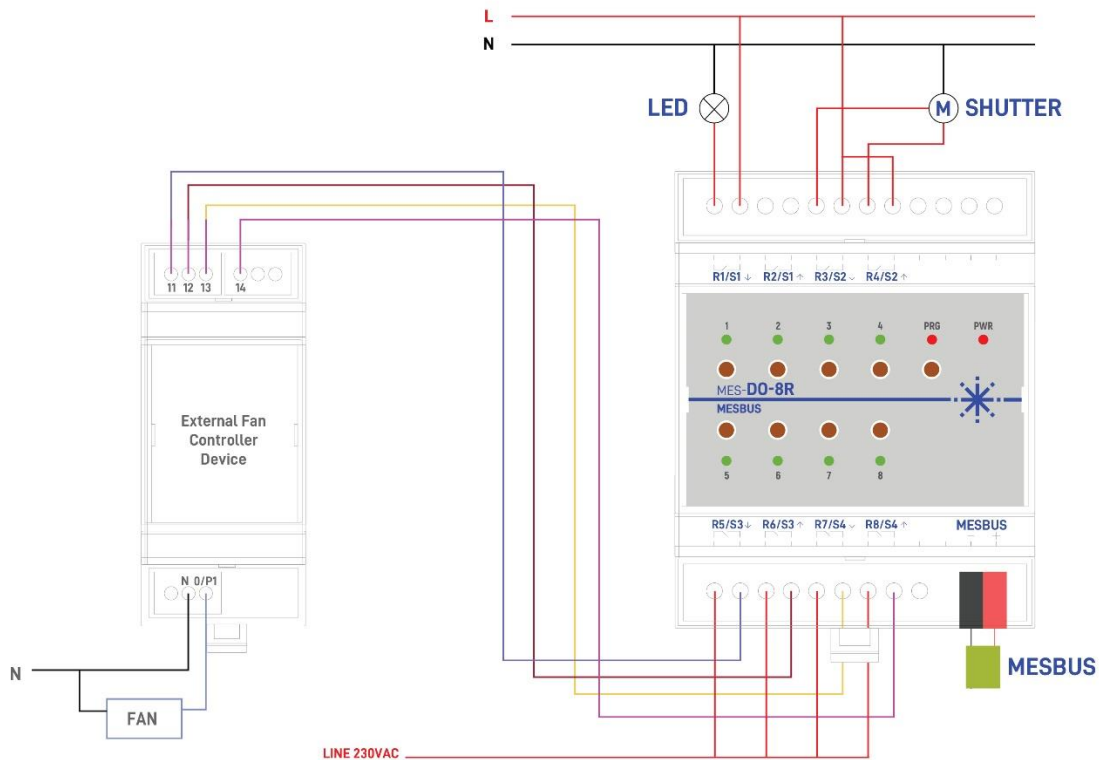 L
N
LED
M SHUTTER
11 12 13 14
R1/S1 ↓ R2/S1 ↑ R3/S2 ↓ R4/S2 ↑
1 2 3 4 PRG PWR
MES-DO-8R
MESBUS
External Fan
Controller
Device
5 6 7 8
R5/S3 ↓ R6/S3 ↑ R7/S4 ↓ R8/S4 ↑ MESBUS
N 0/P1
N
FAN
MESBUS
LINE 230VAC